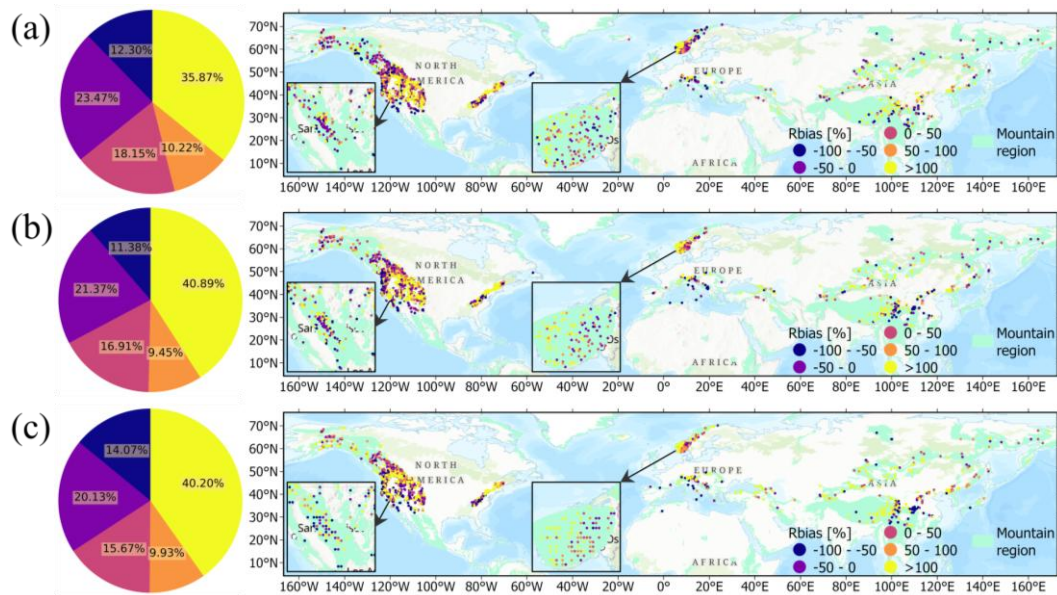 (a)
12.30%
35.87%
23.47%
18.15%
10.22%
70°N
60°N
50°N
40°N
30°N
20°N
10°N
NORTH
AMERICA
EUROPE
ASIA
AFRICA
San
Os
Rbias [%]
-100 - -50
-50 - 0
0 - 50
50 - 100
>100
Mountain
region
160°W 140°W 120°W 100°W 80°W 60°W 40°W 20°W 0° 20°E 40°E 60°E 80°E 100°E 120°E 140°E 160°E
(b)
11.38%
40.89%
21.37%
16.91%
9.45%
70°N
60°N
50°N
40°N
30°N
20°N
10°N
NORTH
AMERICA
EUROPE
ASIA
AFRICA
San
Os
Rbias [%]
-100 - -50
-50 - 0
0 - 50
50 - 100
>100
Mountain
region
160°W 140°W 120°W 100°W 80°W 60°W 40°W 20°W 0° 20°E 40°E 60°E 80°E 100°E 120°E 140°E 160°E
(c)
14.07%
40.20%
20.13%
15.67%
9.93%
70°N
60°N
50°N
40°N
30°N
20°N
10°N
NORTH
AMERICA
EUROPE
ASIA
AFRICA
San
Os
Rbias [%]
-100 - -50
-50 - 0
0 - 50
50 - 100
>100
Mountain
region
160°W 140°W 120°W 100°W 80°W 60°W 40°W 20°W 0° 20°E 40°E 60°E 80°E 100°E 120°E 140°E 160°E